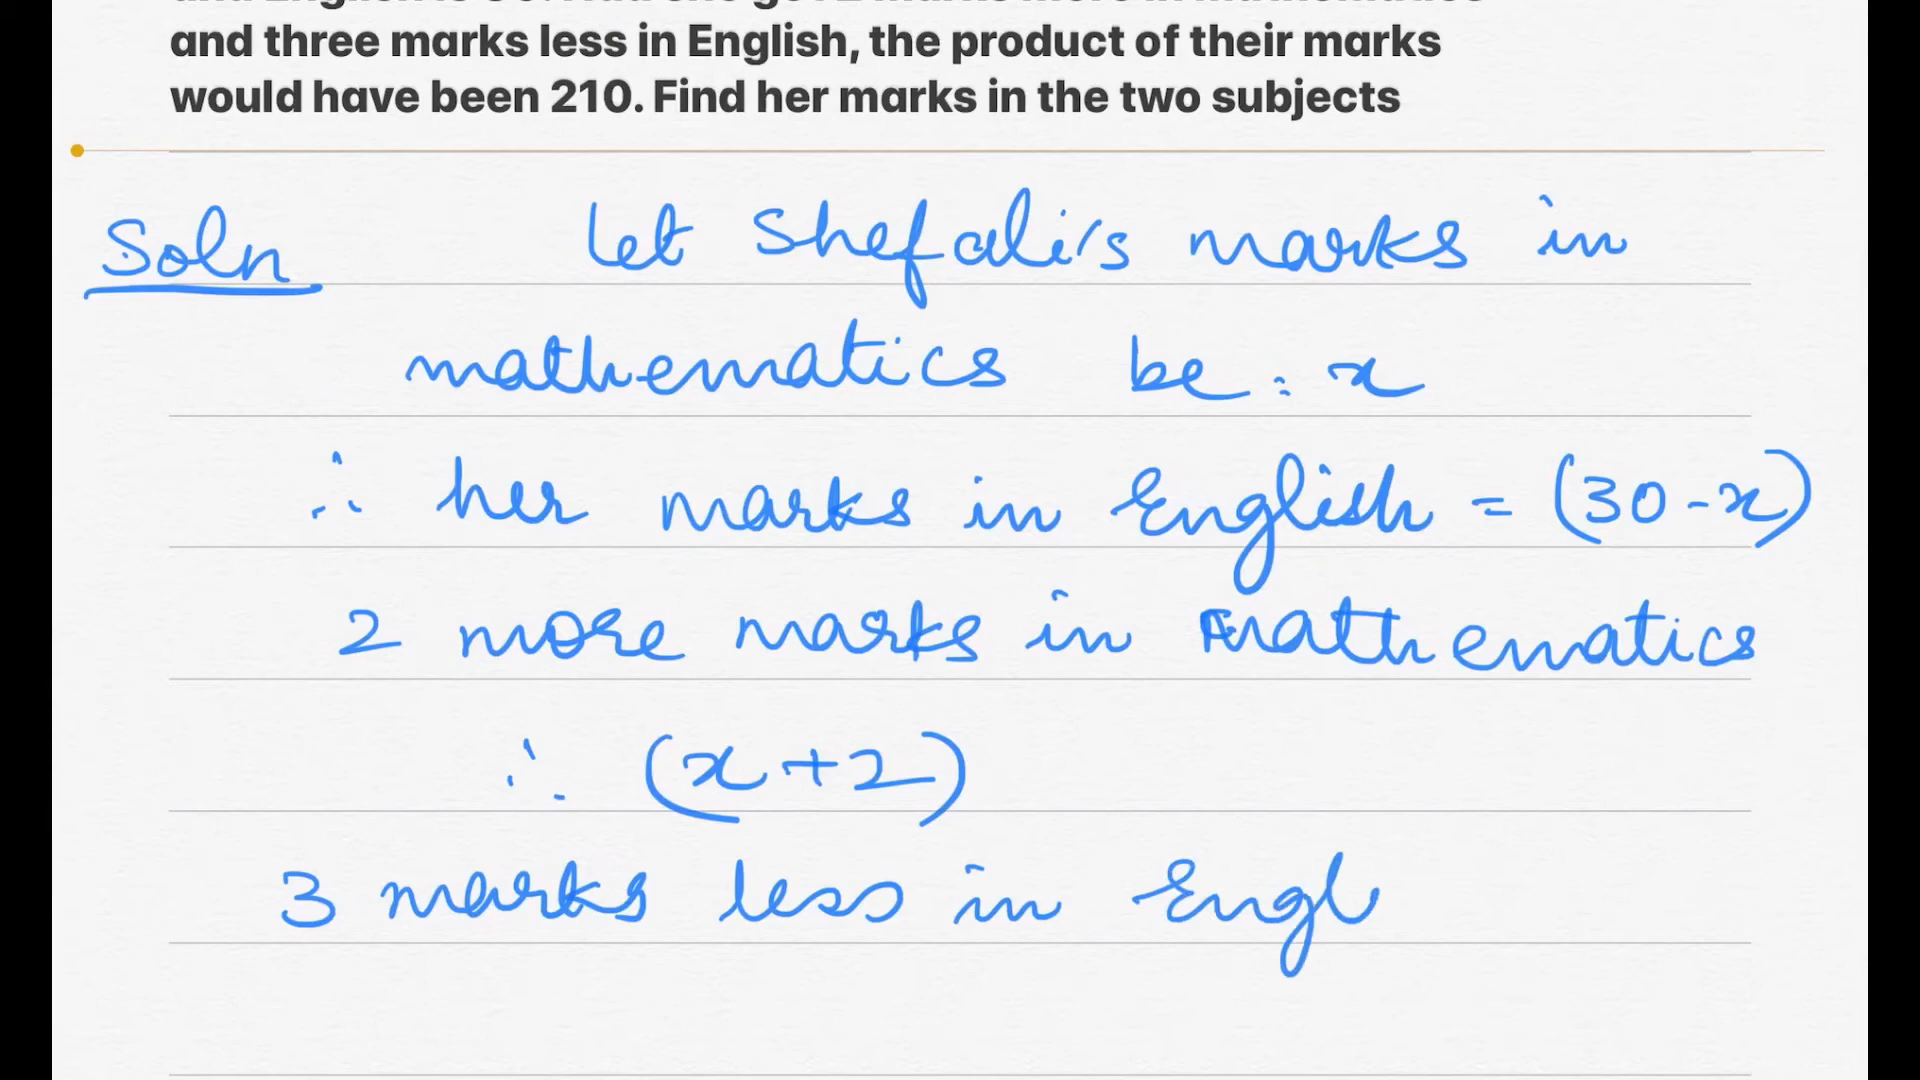 and three marks less in English, the product of their marks
would have been 210. Find her marks in the two subjects
Soln Let Shefali's marks in
mathematics be = x
∴ her marks in English = (30 - x)
2 more marks in mathematics
∴ (x + 2)
3 marks less in Engl